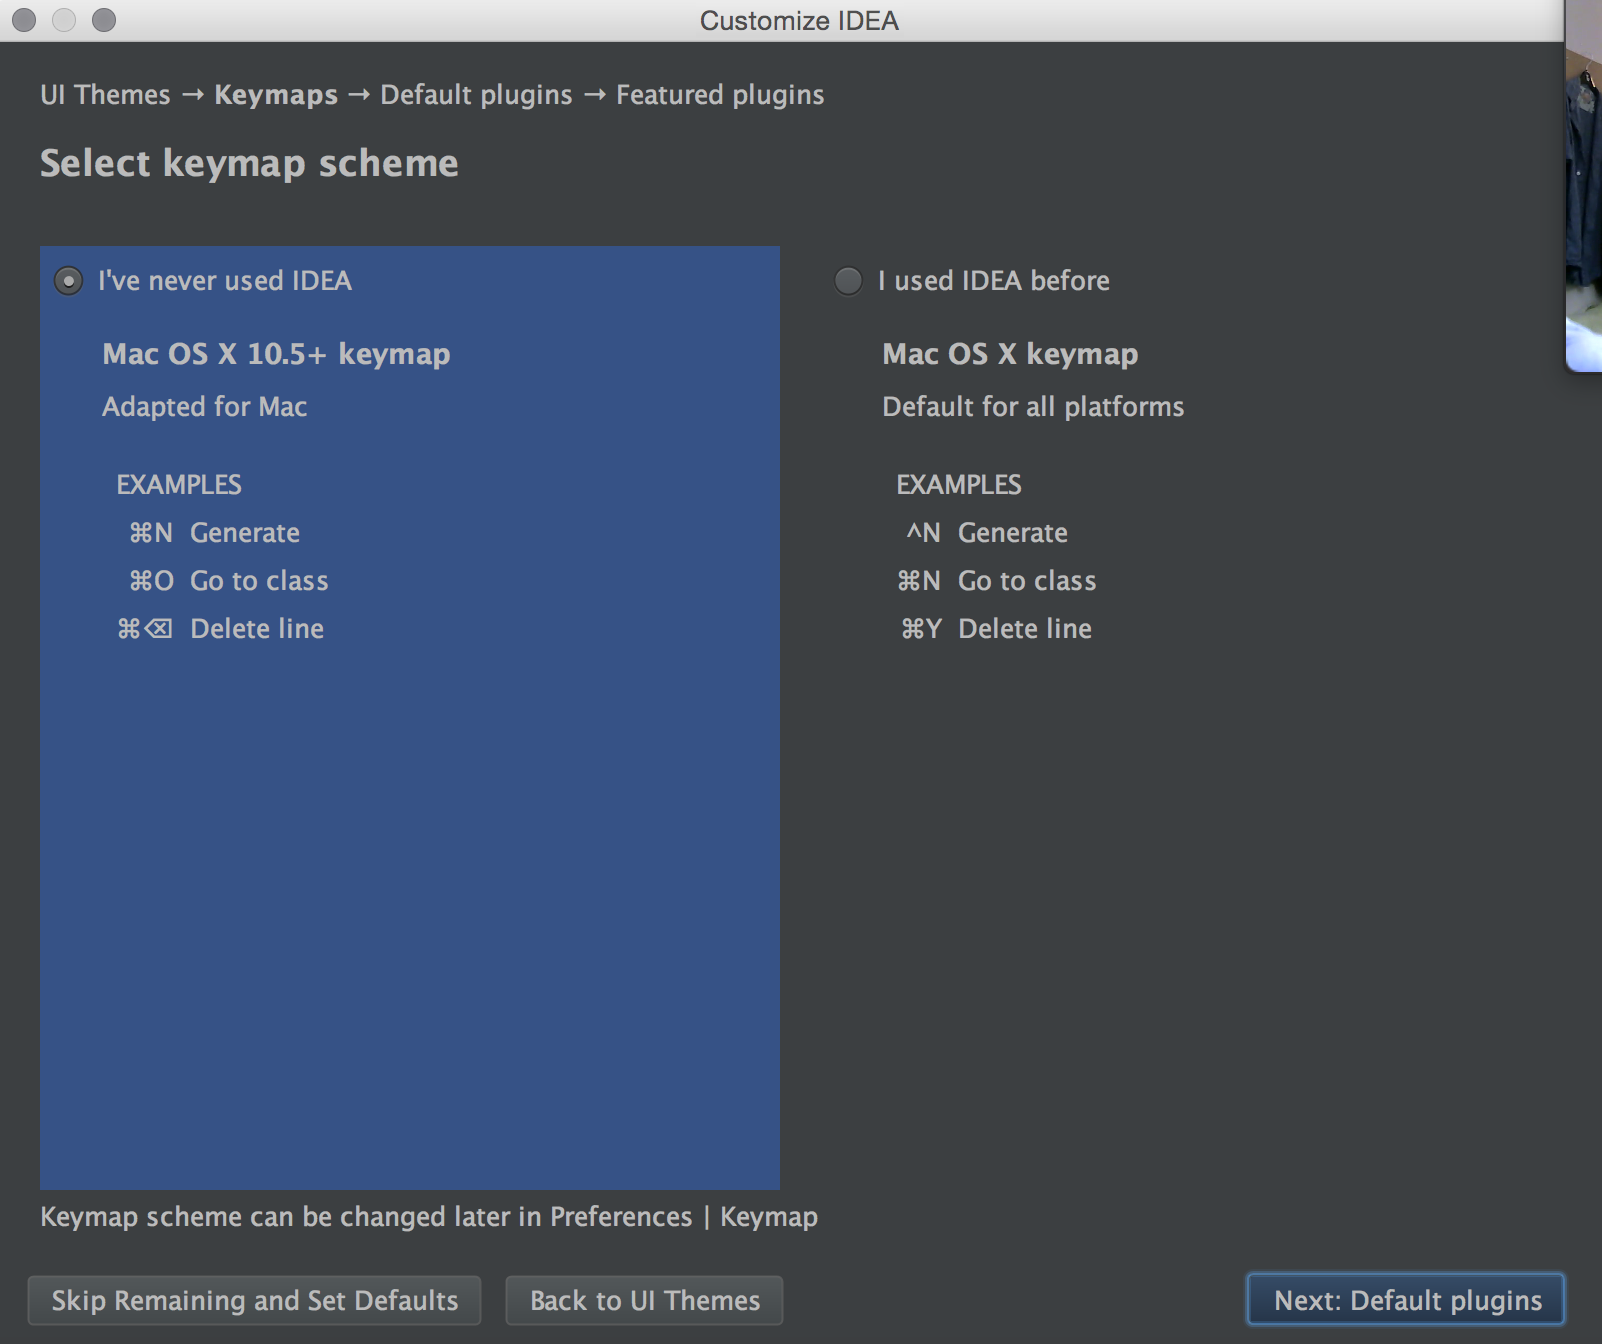 Customize IDEA
UI Themes → Keymaps → Default plugins → Featured plugins
Select keymap scheme
I've never used IDEA
Mac OS X 10.5+ keymap
Adapted for Mac
EXAMPLES
⌘N Generate
⌘O Go to class
⌘⌫ Delete line
I used IDEA before
Mac OS X keymap
Default for all platforms
EXAMPLES
^N Generate
⌘N Go to class
⌘Y Delete line
Keymap scheme can be changed later in Preferences | Keymap
Skip Remaining and Set Defaults
Back to UI Themes
Next: Default plugins